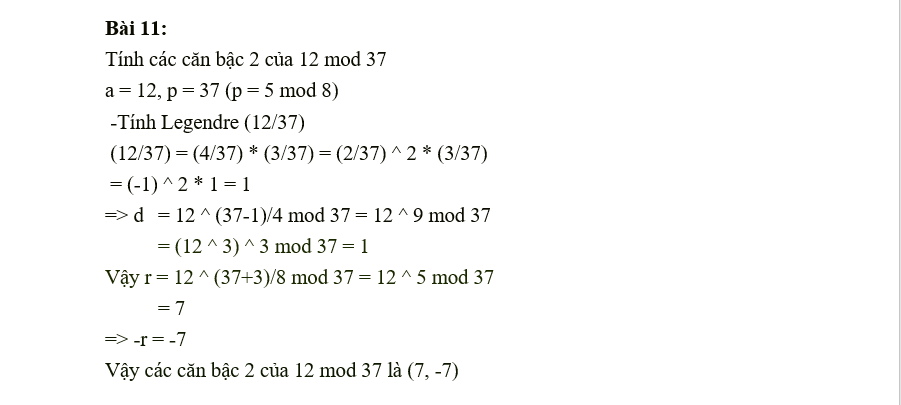 Bài 11:
Tính các căn bậc 2 của 12 mod 37
a = 12, p = 37 (p = 5 mod 8)
-Tính Legendre (12/37)
(12/37) = (4/37) * (3/37) = (2/37) ^ 2 * (3/37)
= (-1) ^ 2 * 1 = 1
=> d = 12 ^ (37-1)/4 mod 37 = 12 ^ 9 mod 37
= (12 ^ 3) ^ 3 mod 37 = 1
Vậy r = 12 ^ (37+3)/8 mod 37 = 12 ^ 5 mod 37
= 7
=> -r = -7
Vậy các căn bậc 2 của 12 mod 37 là (7, -7)